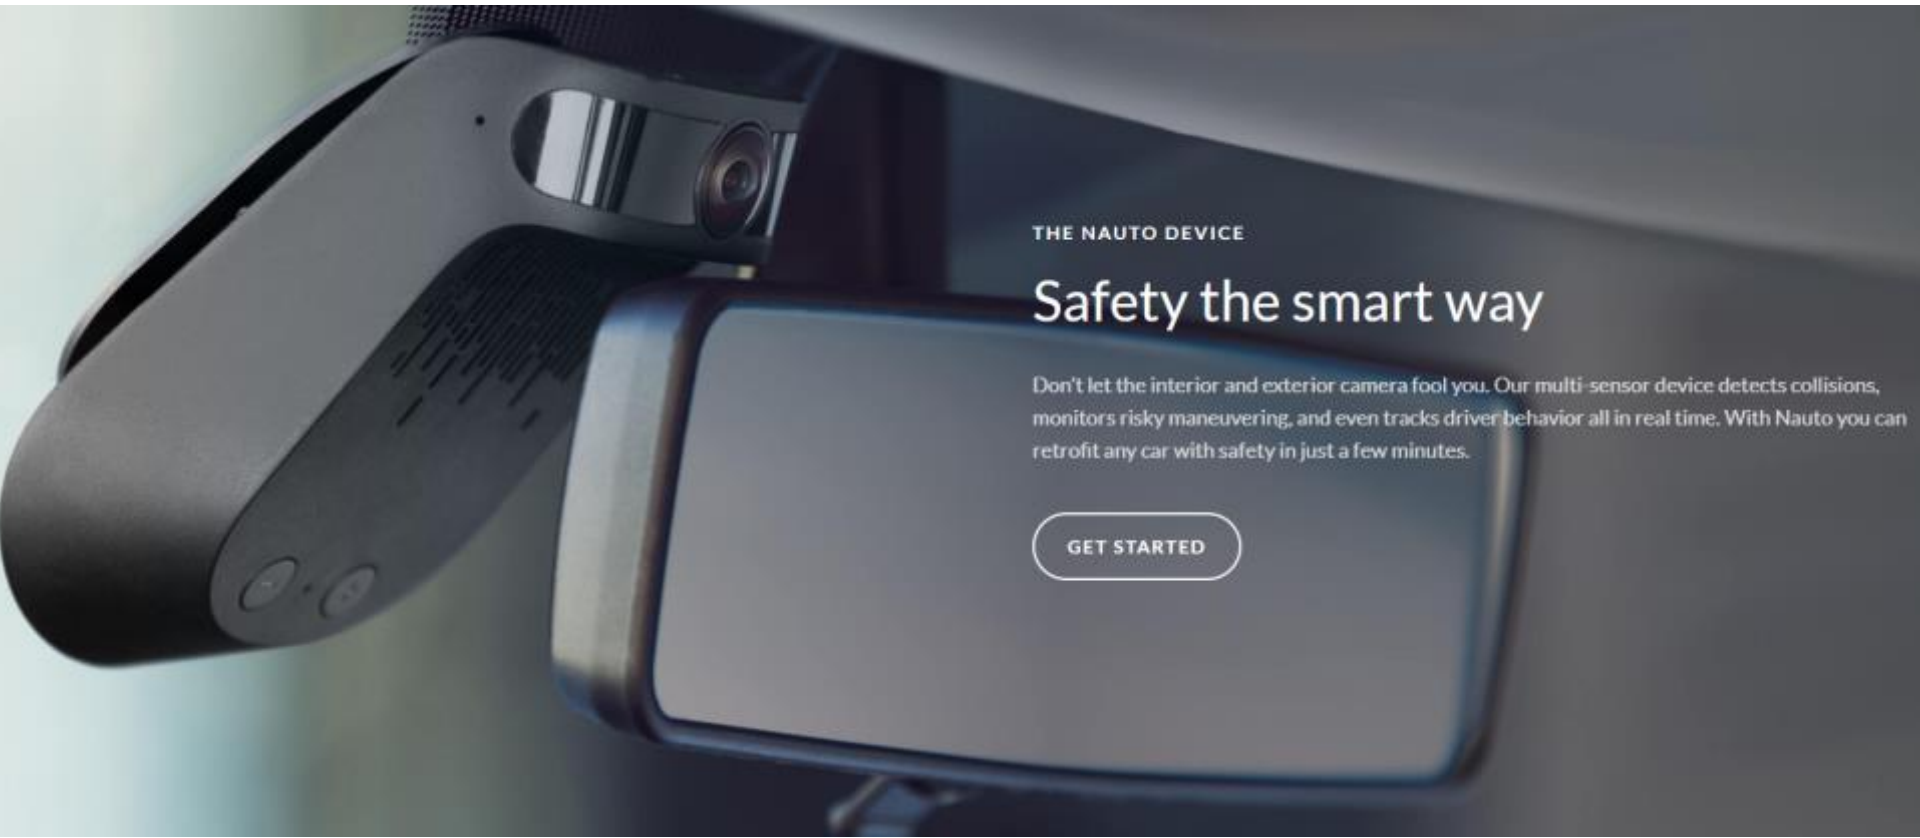 THE NAUTO DEVICE
Safety the smart way
Don't let the interior and exterior camera fool you. Our multi-sensor device detects collisions,
monitors risky maneuvering, and even tracks driver behavior all in real time. With Nauto you can
retrofit any car with safety in just a few minutes.
GET STARTED